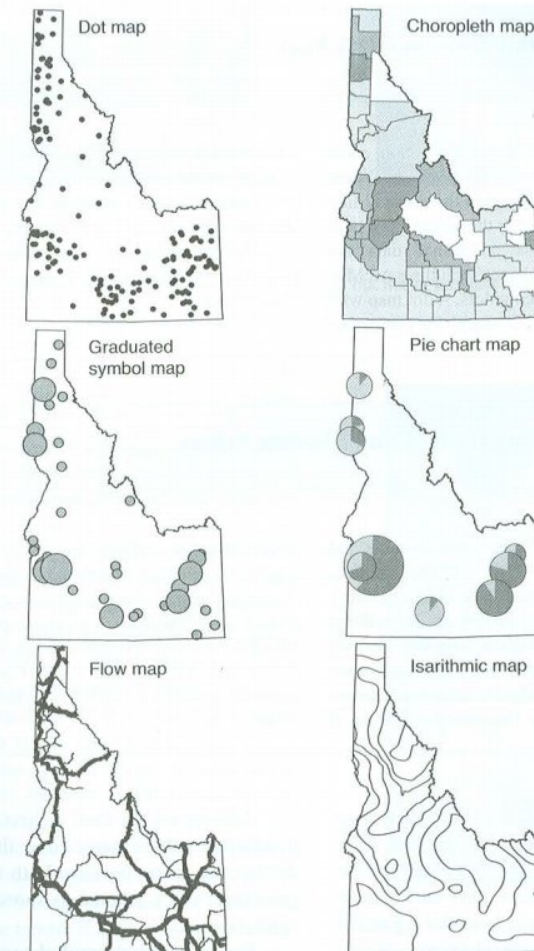 Dot map
Choropleth map
Graduated
symbol map
Pie chart map
Flow map
Isarithmic map